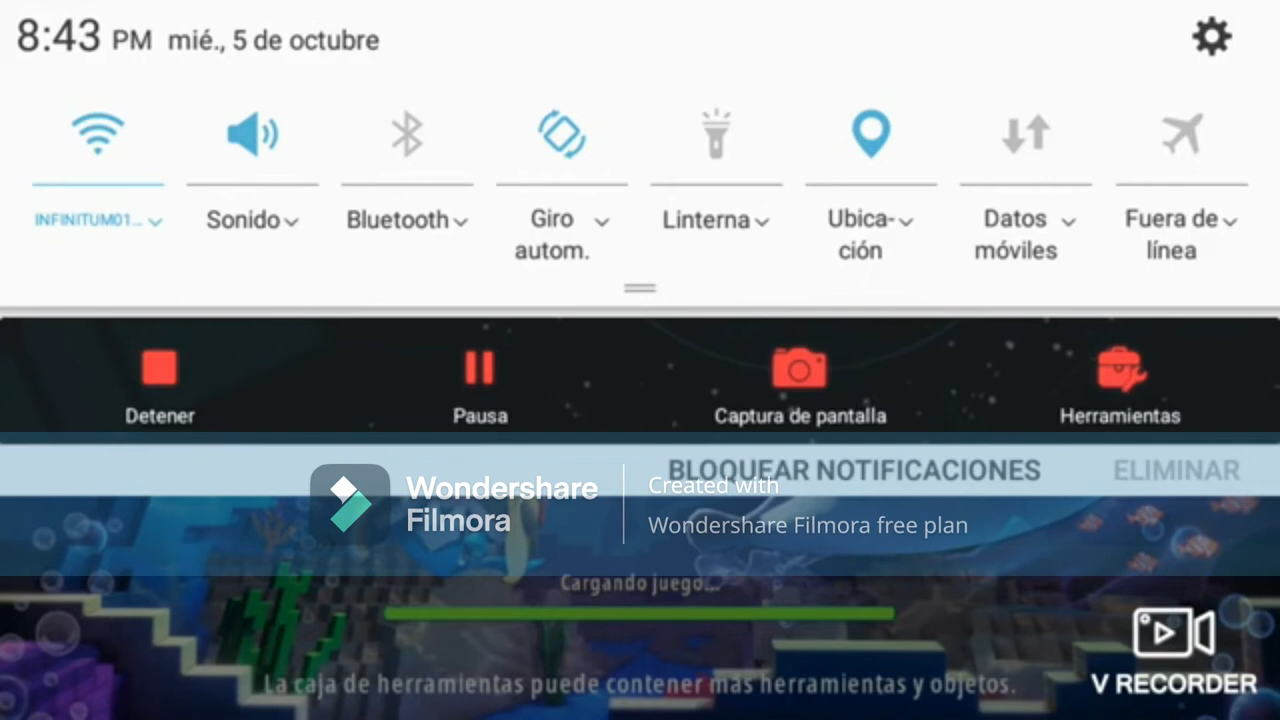 8:43 PM mié., 5 de octubre
INFINITUM01...
Sonido
Bluetooth
Giro
autom.
Linterna
Ubica-
ción
Datos
móviles
Fuera de
línea
Detener
Pausa
Captura de pantalla
Herramientas
BLOQUEAR NOTIFICACIONES
ELIMINAR
Wondershare
Filmora
Created with
Wondershare Filmora free plan
Cargando juego...
La caja de herramientas puede contener más herramientas y objetos.
V RECORDER